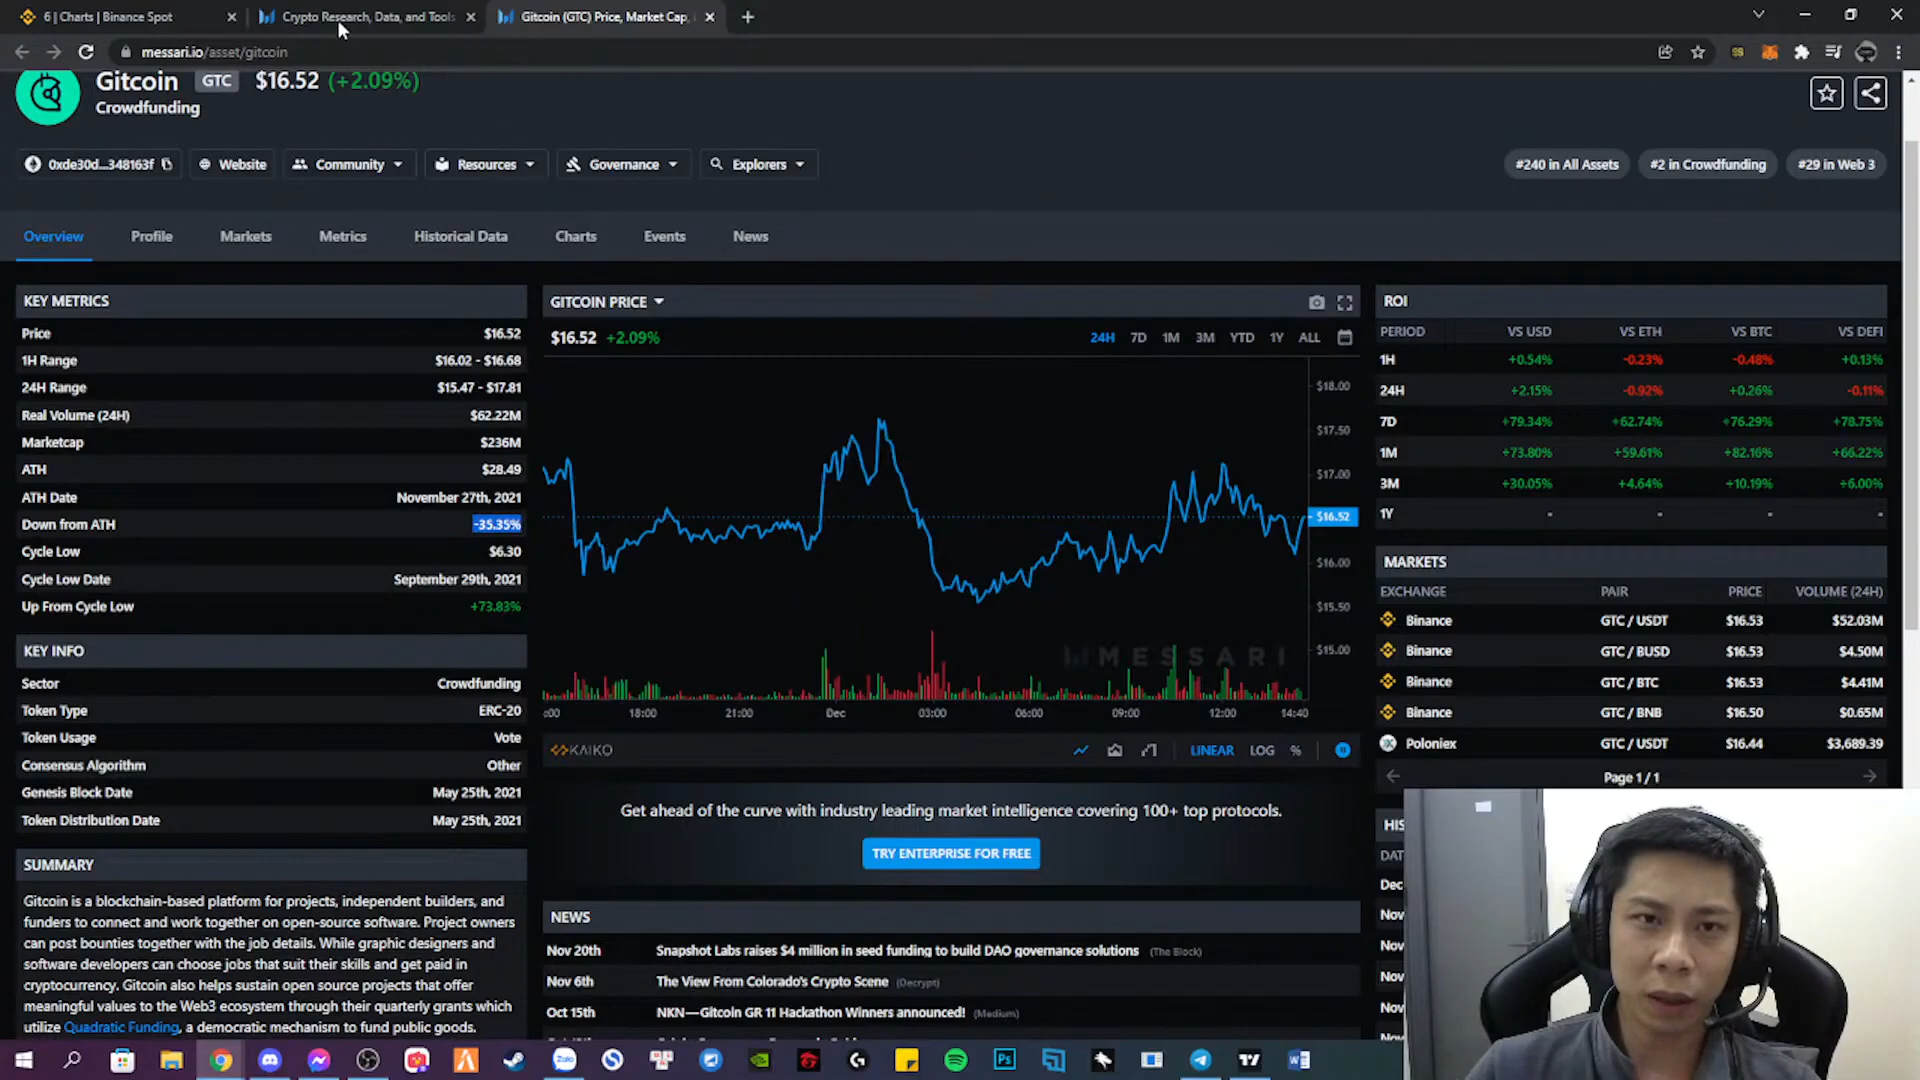 6 | Charts | Binance Spot
Crypto Research, Data, and Tools
Gitcoin (GTC) Price, Market Cap,
messari.io/asset/gitcoin
Gitcoin GTC $16.52 (+2.09%)
Crowdfunding
0xde30d...348163f Website Community Resources Governance Explorers
#240 in All Assets #2 in Crowdfunding #29 in Web 3
Overview Profile Markets Metrics Historical Data Charts Events News
KEY METRICS
Price $16.52
1H Range $16.02 - $16.68
24H Range $15.47 - $17.81
Real Volume (24H) $62.22M
Marketcap $236M
ATH $28.49
ATH Date November 27th, 2021
Down from ATH -35.35%
Cycle Low $6.30
Cycle Low Date September 29th, 2021
Up From Cycle Low +73.83%
KEY INFO
Sector Crowdfunding
Token Type ERC-20
Token Usage Vote
Consensus Algorithm Other
Genesis Block Date May 25th, 2021
Token Distribution Date May 25th, 2021
SUMMARY
Gitcoin is a blockchain-based platform for projects, independent builders, and
funders to connect and work together on open-source software. Project owners
can post bounties together with the job details. While graphic designers and
software developers can choose jobs that suit their skills and get paid in
cryptocurrency. Gitcoin also helps sustain open source projects that offer
meaningful values to the Web3 ecosystem through their quarterly grants which
utilize Quadratic Funding, a democratic mechanism to fund public goods.
GITCOIN PRICE
$16.52 +2.09% 24H 7D 1M 3M YTD 1Y ALL
$18.00
$17.50
$17.00
$16.52
$16.00
$15.50
$15.00
MESSARI
:00 18:00 21:00 Dec 03:00 06:00 09:00 12:00 14:40
KAIKO LINEAR LOG %
Get ahead of the curve with industry leading market intelligence covering 100+ top protocols.
TRY ENTERPRISE FOR FREE
NEWS
Nov 20th Snapshot Labs raises $4 million in seed funding to build DAO governance solutions (The Block)
Nov 6th The View From Colorado's Crypto Scene (Decrypt)
Oct 15th NKN—Gitcoin GR 11 Hackathon Winners announced! (Medium)
ROI
PERIOD VS USD VS ETH VS BTC VS DEFI
1H +0.54% -0.23% -0.48% +0.13%
24H +2.15% -0.92% +0.26% -0.11%
7D +79.34% +62.74% +76.29% +78.75%
1M +73.80% +59.61% +82.16% +66.22%
3M +30.05% +4.64% +10.19% +6.00%
1Y - - - -
MARKETS
EXCHANGE PAIR PRICE VOLUME (24H)
Binance GTC / USDT $16.53 $52.03M
Binance GTC / BUSD $16.53 $4.50M
Binance GTC / BTC $16.53 $4.41M
Binance GTC / BNB $16.50 $0.65M
Poloniex GTC / USDT $16.44 $3,689.39
Page 1 / 1
HIS
DAT
Dec
Nov
Nov
Nov
Nov
Nov
Zalo
Ps